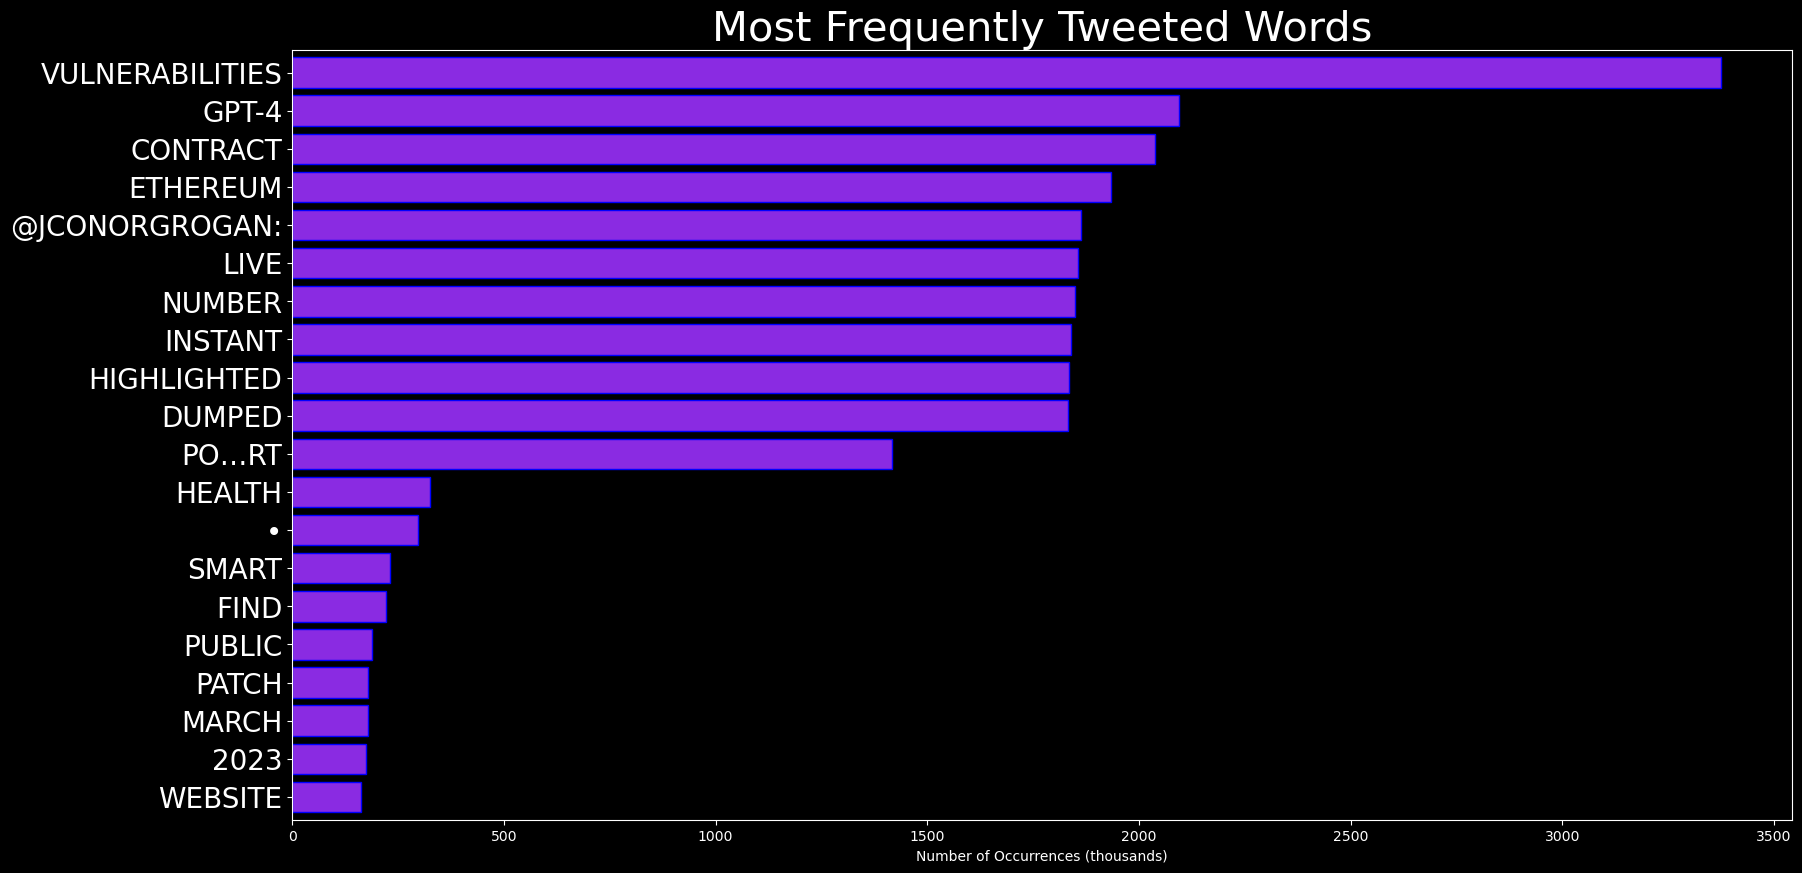 Most Frequently Tweeted Words
VULNERABILITIES
GPT-4
CONTRACT
ETHEREUM
@JCONORGROGAN:
LIVE
NUMBER
INSTANT
HIGHLIGHTED
DUMPED
PO…RT
HEALTH
•
SMART
FIND
PUBLIC
PATCH
MARCH
2023
WEBSITE
0 500 1000 1500 2000 2500 3000 3500
Number of Occurrences (thousands)